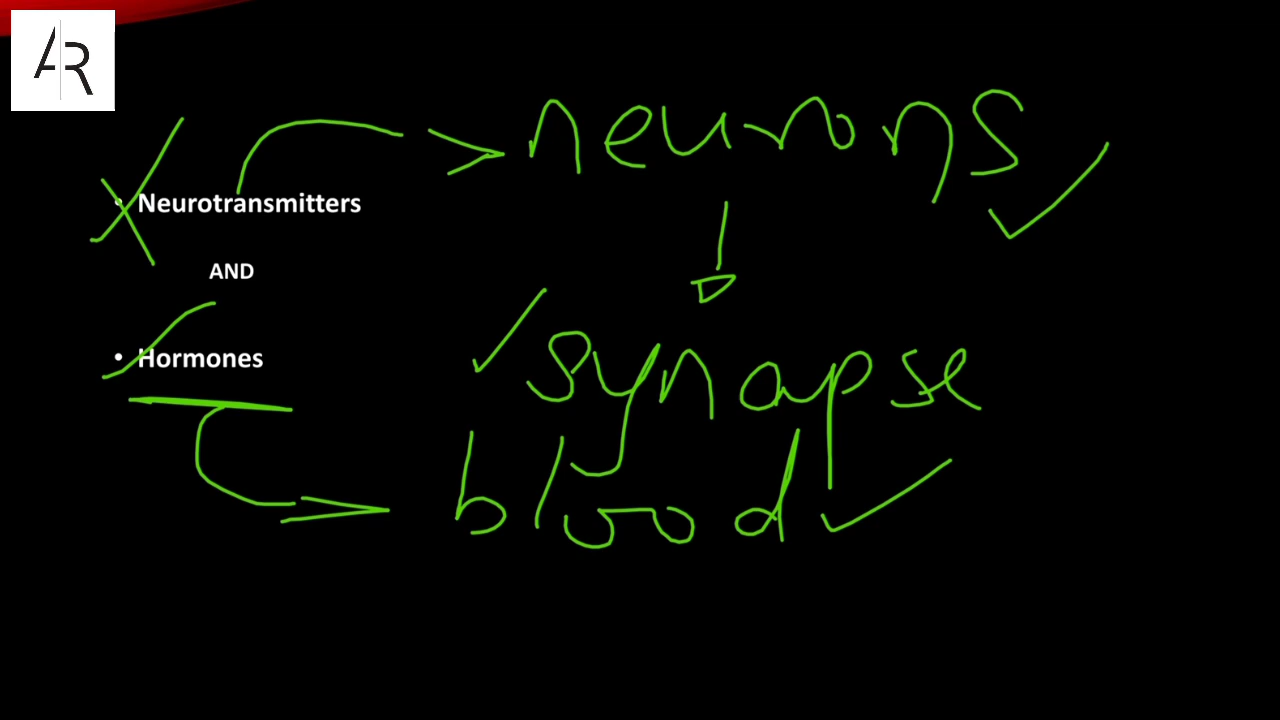 AR
neurons
• Neurotransmitters
AND
synapse
• Hormones
blood